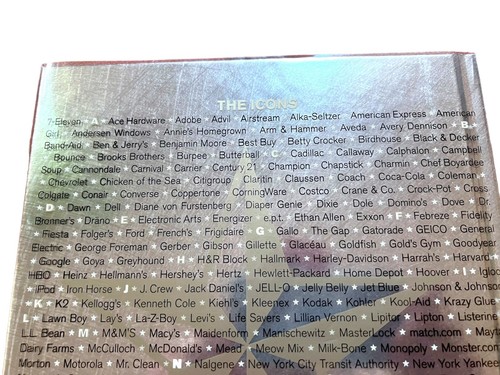 THE ICONS
7-Eleven * A * Ace Hardware * Adobe * Advil * Airstream * Alka-Seltzer * American Express * American
Girl * Andersen Windows * Annie's Homegrown * Arm & Hammer * Aveda * Avery Dennison * B *
Band-Aid * Ben & Jerry's * Benjamin Moore * Best Buy * Betty Crocker * Birdhouse * Black & Decker
* Bounce * Brooks Brothers * Burpee * Butterball * C * Cadillac * Callaway * Calphalon * Campbell
Soup * Cannondale * Carnival * Carrier * Century 21 * Champion * Chapstick * Charmin * Chef Boyardee
* Chevrolet * Chicken of the Sea * Citigroup * Claritin * Claussen * Coach * Coca-Cola * Coleman
Colgate * Conair * Converse * Coppertone * CorningWare * Costco * Crane & Co. * Crock-Pot * Cross
* D * Dawn * Dell * Diane von Furstenberg * Diaper Genie * Dixie * Dole * Domino's * Dove * Dr.
Bronner's * Drano * E * Electronic Arts * Energizer * e.p.t. * Ethan Allen * Exxon * F * Febreze * Fidelity
* Fiesta * Folger's * Ford * French's * Frigidaire * G * Gallo * The Gap * Gatorade * GEICO * General
Electric * George Foreman * Gerber * Gibson * Gillette * Glacéau * Goldfish * Gold's Gym * Goodyear
Google * Goya * Greyhound * H * H&R Block * Hallmark * Harley-Davidson * Harrah's * Harvard
HBO * Heinz * Hellmann's * Hershey's * Hertz * Hewlett-Packard * Home Depot * Hoover * I * Iglo
* iPod * Iron Horse * J * J. Crew * Jack Daniel's * JELL-O * Jelly Belly * Jet Blue * Johnson & Johnson
* K * K2 * Kellogg's * Kenneth Cole * Kiehl's * Kleenex * Kodak * Kohler * Kool-Aid * Krazy Glue
L * Lawn Boy * Lay's * La-Z-Boy * Levi's * Life Savers * Lillian Vernon * Lipitor * Lipton * Listerine
L.L. Bean * M * M&M'S * Macy's * Maidenform * Manischewitz * MasterLock * match.com * Mayt
Dairy Farms * McCulloch * McDonald's * Mead * Meow Mix * Milk-Bone * Monopoly * Monster.co
Morton * Motorola * Mr. Clean * N * Nalgene * New York City Transit Authority * New York Yankee